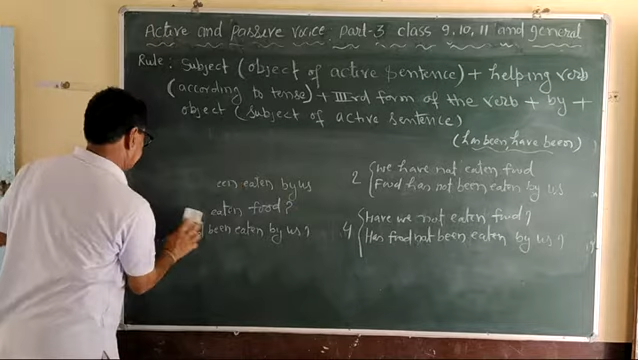 Active and Passive voice part-3 class 9, 10, 11 and general
Rule: Subject (object of active sentence) + helping verb
(according to tense) + IIIrd form of the verb + by +
object (subject of active sentence)
(has been, have been)
een eaten by us
eaten food?
been eaten by us?
2 { We have not eaten food
Food has not been eaten by us
4 { Have we not eaten food?
Has food not been eaten by us?